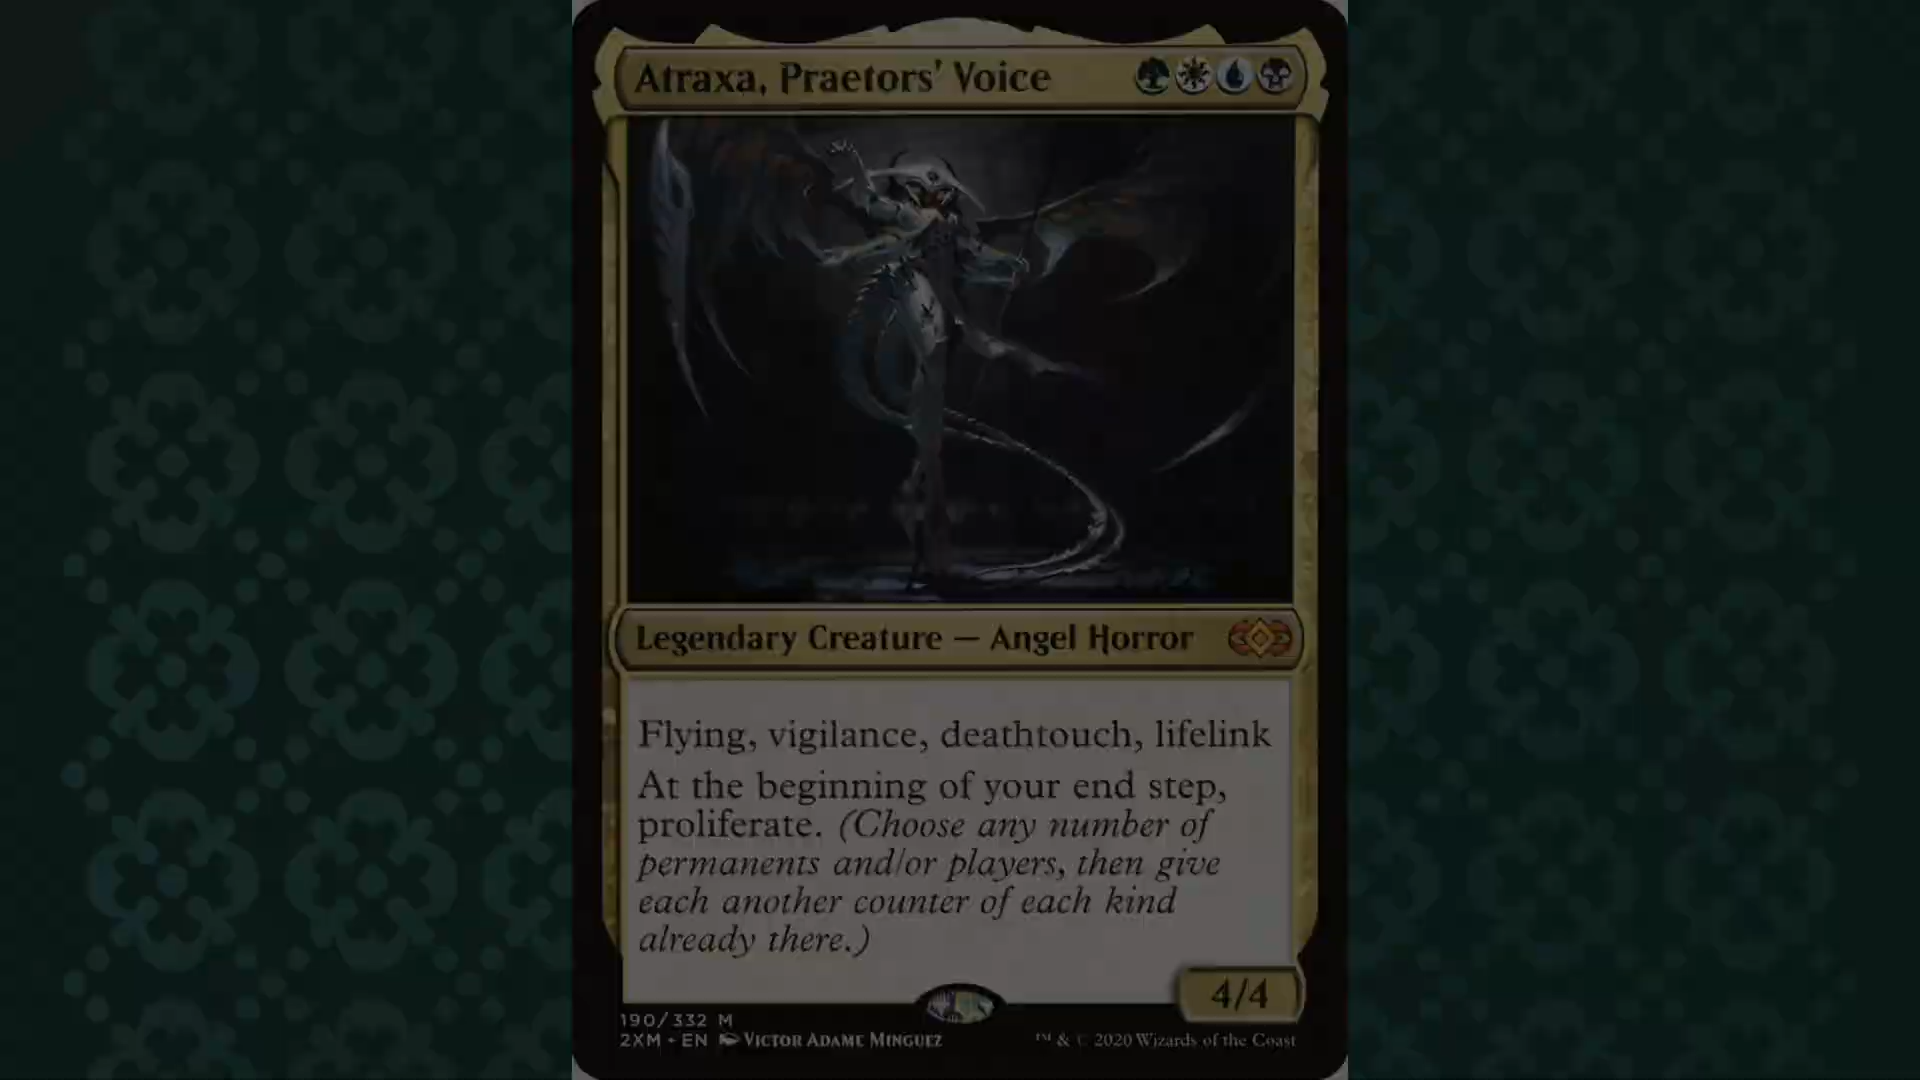 Atraxa, Praetors' Voice
Legendary Creature — Angel Horror
Flying, vigilance, deathtouch, lifelink
At the beginning of your end step,
proliferate. (Choose any number of
permanents and/or players, then give
each another counter of each kind
already there.)
4/4
190/332 M
2XM • EN Victor Adame Minguez
™ & © 2020 Wizards of the Coast